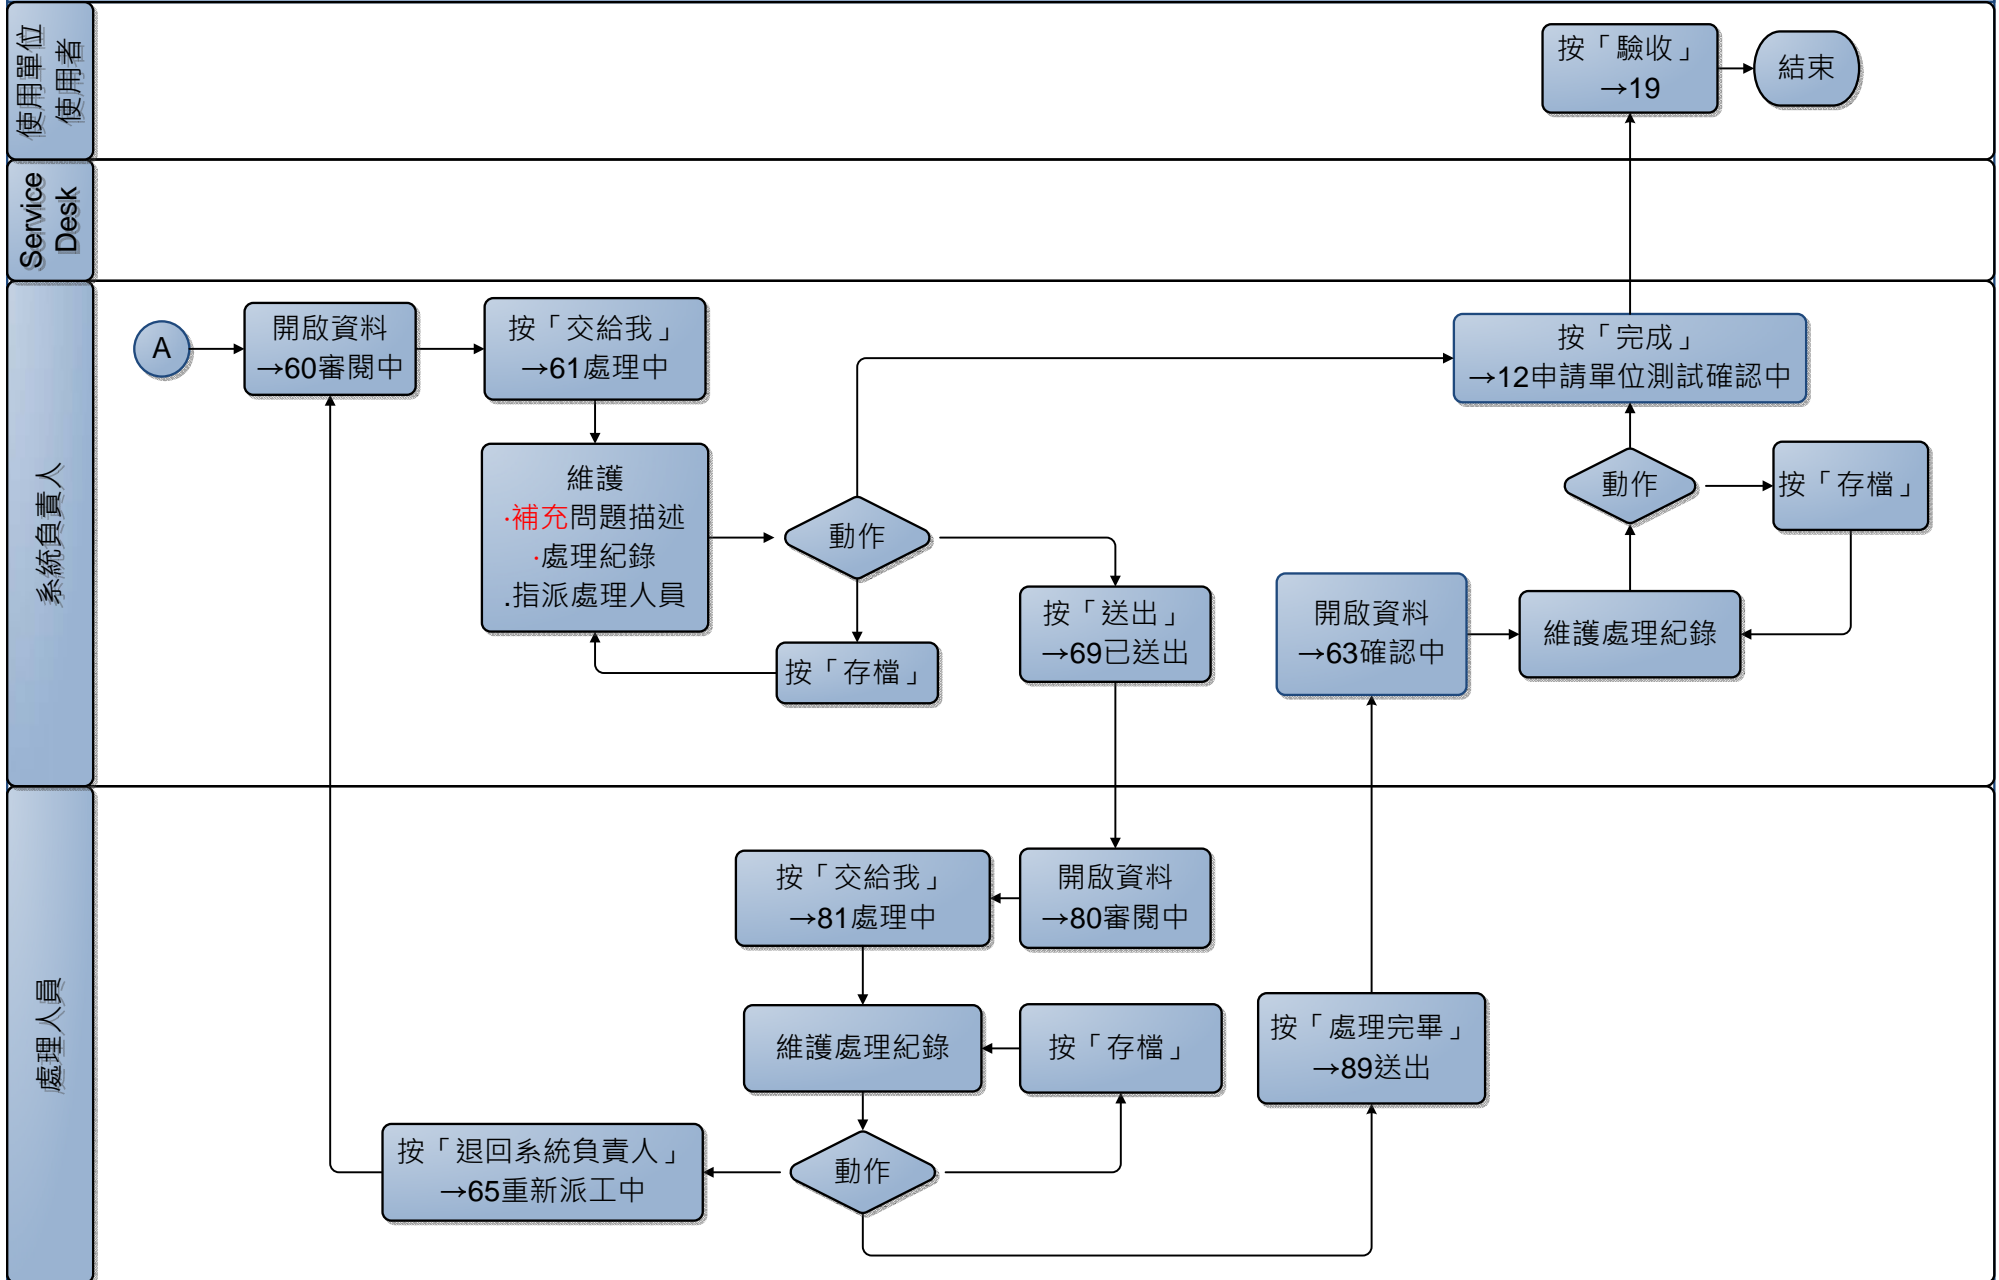 使用單位
使用者
按「驗收」
→19
結束
Service
Desk
系統負責人
A
開啟資料
→60審閱中
按「交給我」
→61處理中
維護
·補充問題描述
·處理紀錄
.指派處理人員
動作
按「存檔」
按「送出」
→69已送出
按「完成」
→12申請單位測試確認中
動作
按「存檔」
開啟資料
→63確認中
維護處理紀錄
處理人員
按「交給我」
→81處理中
開啟資料
→80審閱中
維護處理紀錄
按「存檔」
按「處理完畢」
→89送出
按「退回系統負責人」
→65重新派工中
動作